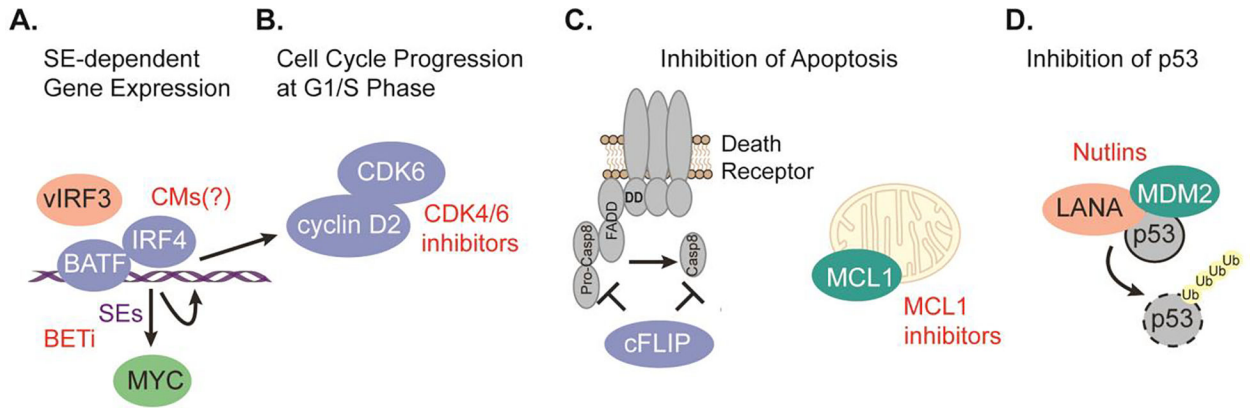 A.
SE-dependent
Gene Expression
vIRF3
CMs(?)
IRF4
BATF
SEs
BETi
MYC
B.
Cell Cycle Progression
at G1/S Phase
CDK6
cyclin D2
CDK4/6
inhibitors
C.
Inhibition of Apoptosis
Death
Receptor
DD
FADD
Pro-Casp8
Casp8
cFLIP
MCL1
MCL1
inhibitors
D.
Inhibition of p53
Nutlins
LANA
MDM2
p53
Ub
Ub
Ub
Ub
p53